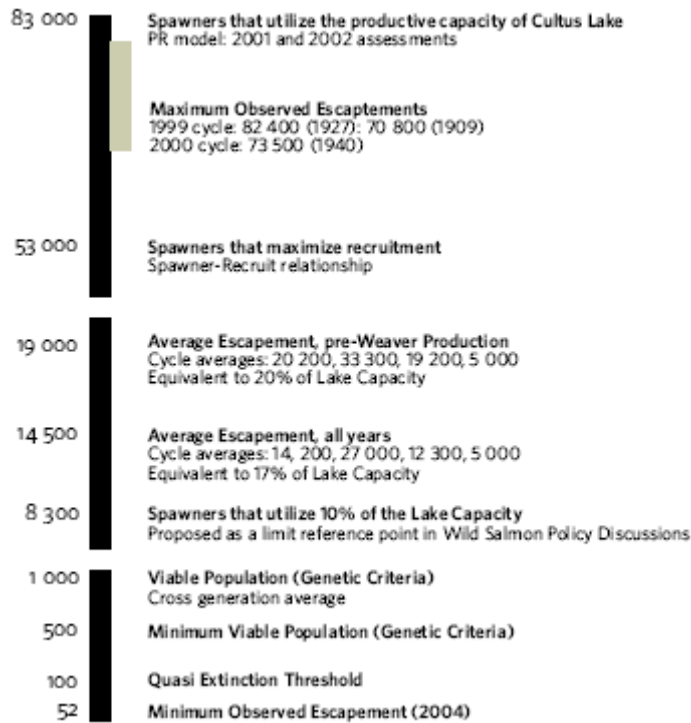 83 000 Spawners that utilize the productive capacity of Cultus Lake
PR model: 2001 and 2002 assessments
Maximum Observed Escaptements
1999 cycle: 82 400 (1927): 70 800 (1909)
2000 cycle: 73 500 (1940)
53 000 Spawners that maximize recruitment
Spawner-Recruit relationship
19 000 Average Escapement, pre-Weaver Production
Cycle averages: 20 200, 33 300, 19 200, 5 000
Equivalent to 20% of Lake Capacity
14 500 Average Escapement, all years
Cycle averages: 14, 200, 27 000, 12 300, 5 000
Equivalent to 17% of Lake Capacity
8 300 Spawners that utilize 10% of the Lake Capacity
Proposed as a limit reference point in Wild Salmon Policy Discussions
1 000 Viable Population (Genetic Criteria)
Cross generation average
500 Minimum Viable Population (Genetic Criteria)
100 Quasi Extinction Threshold
52 Minimum Observed Escapement (2004)